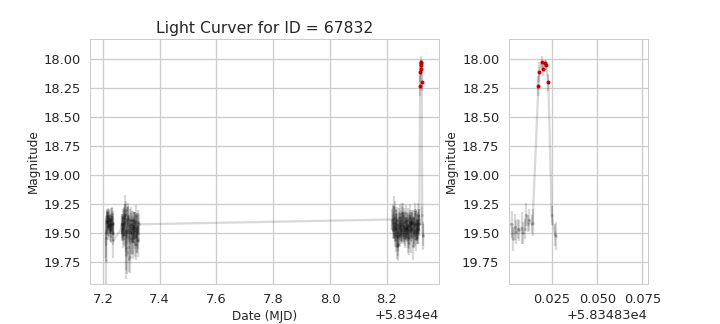 Light Curver for ID = 67832
18.00
18.25
18.50
18.75
19.00
19.25
19.50
19.75
Magnitude
7.2 7.4 7.6 7.8 8.0 8.2
Date (MJD)
+5.834e4
18.00
18.25
18.50
18.75
19.00
19.25
19.50
19.75
Magnitude
0.025 0.050 0.075
+5.83483e4